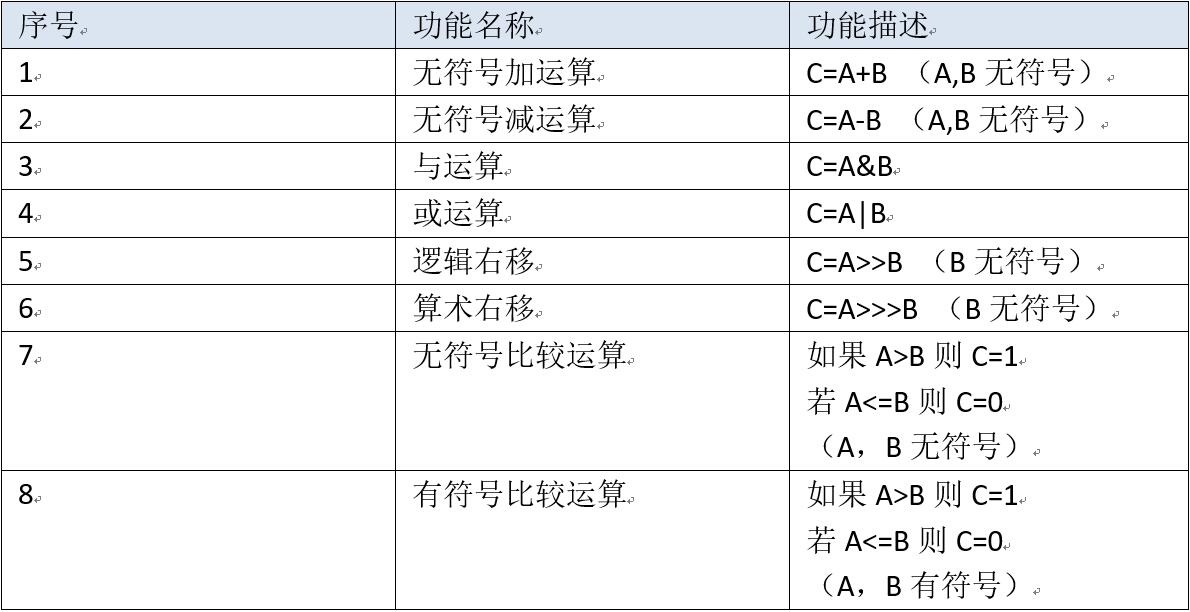 序号 功能名称 功能描述
1 无符号加运算 C=A+B （A,B 无符号）
2 无符号减运算 C=A-B （A,B 无符号）
3 与运算 C=A&B
4 或运算 C=A|B
5 逻辑右移 C=A>>B （B 无符号）
6 算术右移 C=A>>>B （B 无符号）
7 无符号比较运算 如果 A>B 则 C=1
若 A<=B 则 C=0
（A，B 无符号）
8 有符号比较运算 如果 A>B 则 C=1
若 A<=B 则 C=0
（A，B 有符号）